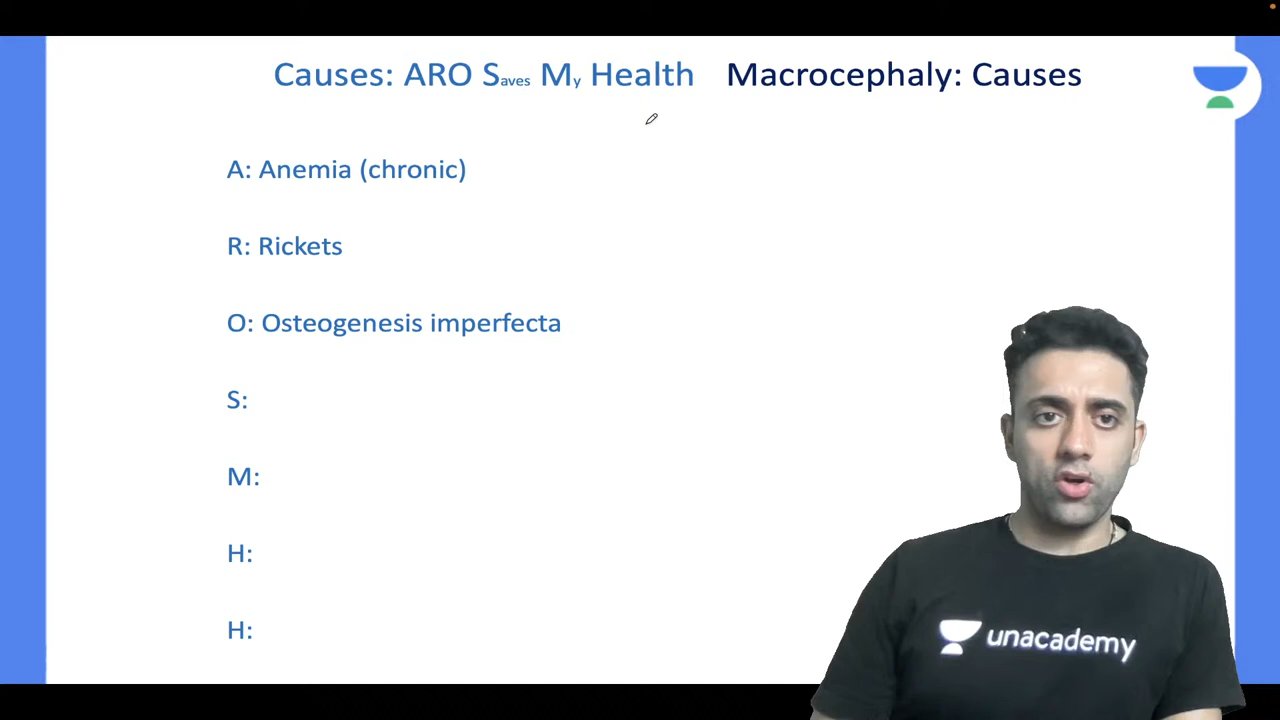 Causes: ARO Saves My Health Macrocephaly: Causes
A: Anemia (chronic)
R: Rickets
O: Osteogenesis imperfecta
S:
M:
H:
H:
unacademy